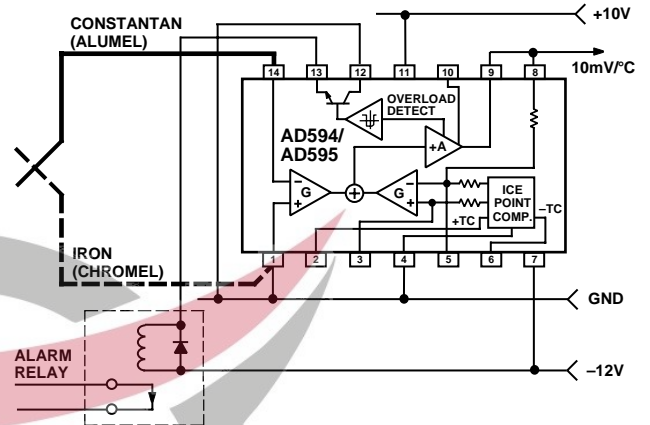 CONSTANTAN
(ALUMEL)
+10V
10mV/°C
14 13 12 11 10 9 8
OVERLOAD
DETECT
AD594/
AD595
+A
–
G
+
–
G
+
ICE
POINT
COMP.
+TC
–TC
1 2 3 4 5 6 7
IRON
(CHROMEL)
GND
ALARM
RELAY
–12V